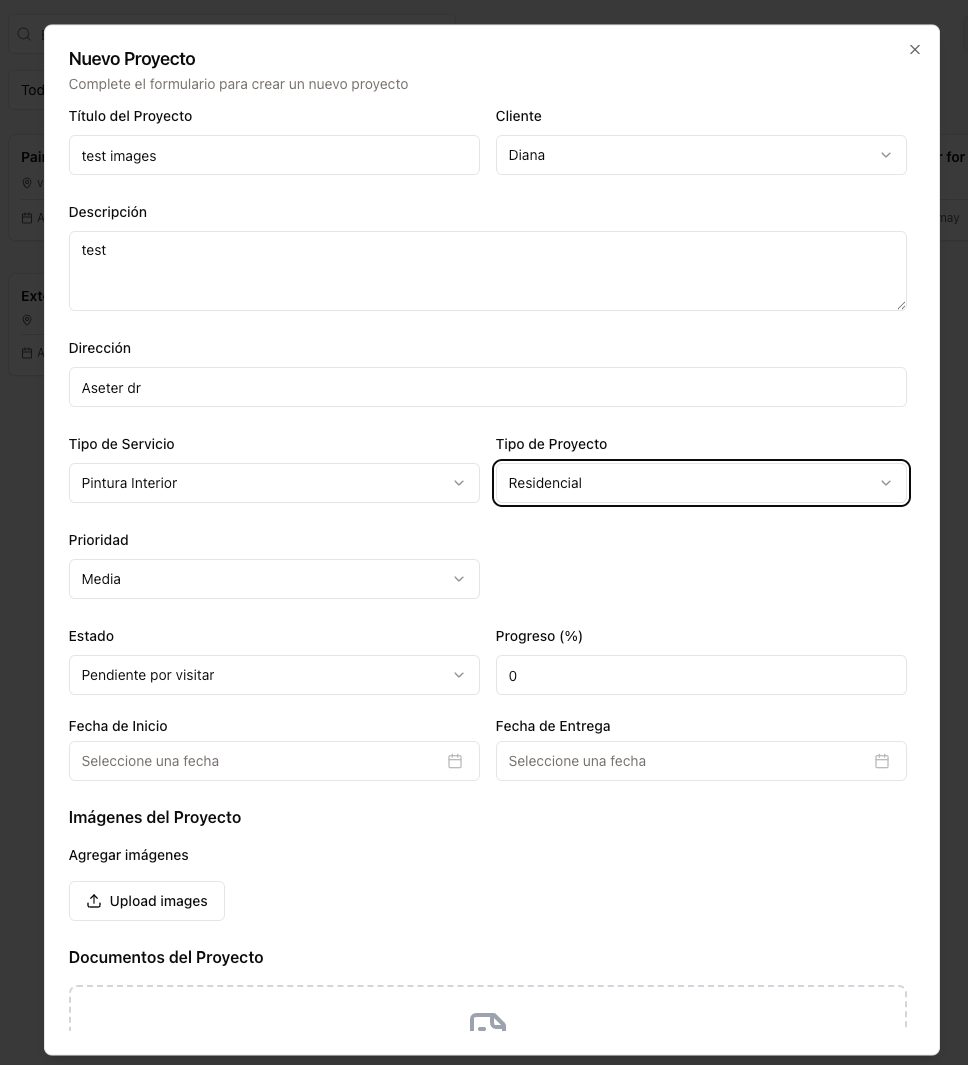 Nuevo Proyecto
Complete el formulario para crear un nuevo proyecto
Título del Proyecto
Cliente
test images
Diana
Descripción
test
Dirección
Aseter dr
Tipo de Servicio
Tipo de Proyecto
Pintura Interior
Residencial
Prioridad
Media
Estado
Progreso (%)
Pendiente por visitar
0
Fecha de Inicio
Fecha de Entrega
Seleccione una fecha
Seleccione una fecha
Imágenes del Proyecto
Agregar imágenes
Upload images
Documentos del Proyecto
for
may